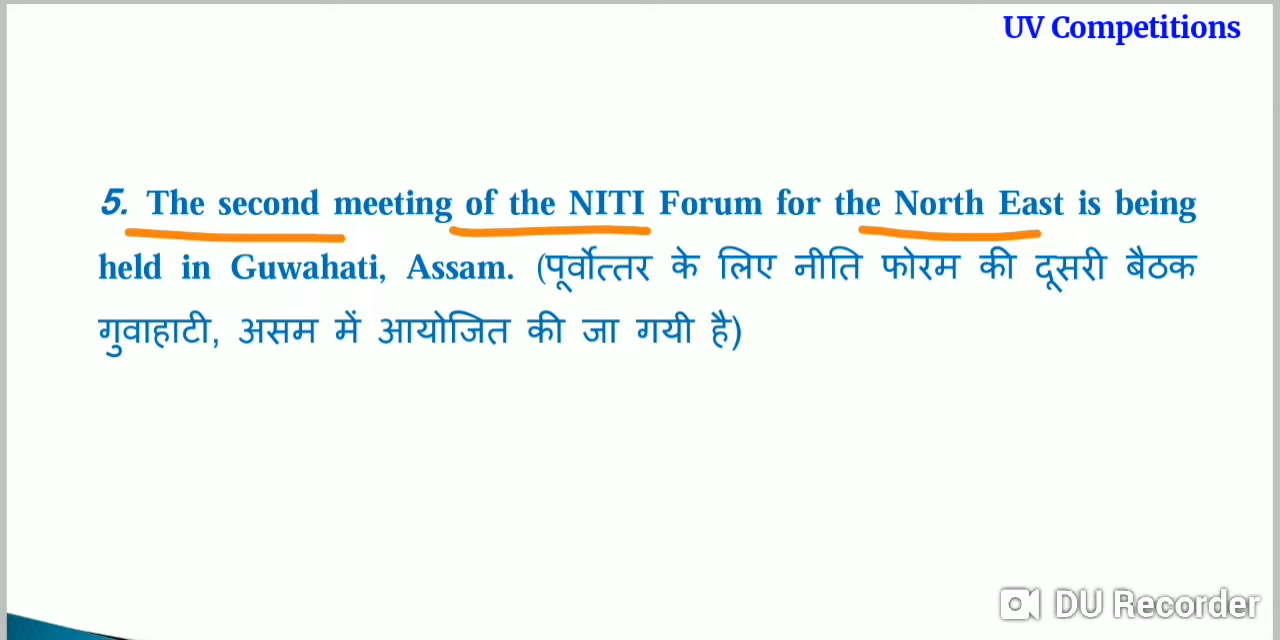 UV Competitions
5. The second meeting of the NITI Forum for the North East is being
held in Guwahati, Assam. (पूर्वोत्तर के लिए नीति फोरम की दूसरी बैठक
गुवाहाटी, असम में आयोजित की जा गयी है)
DU Recorder